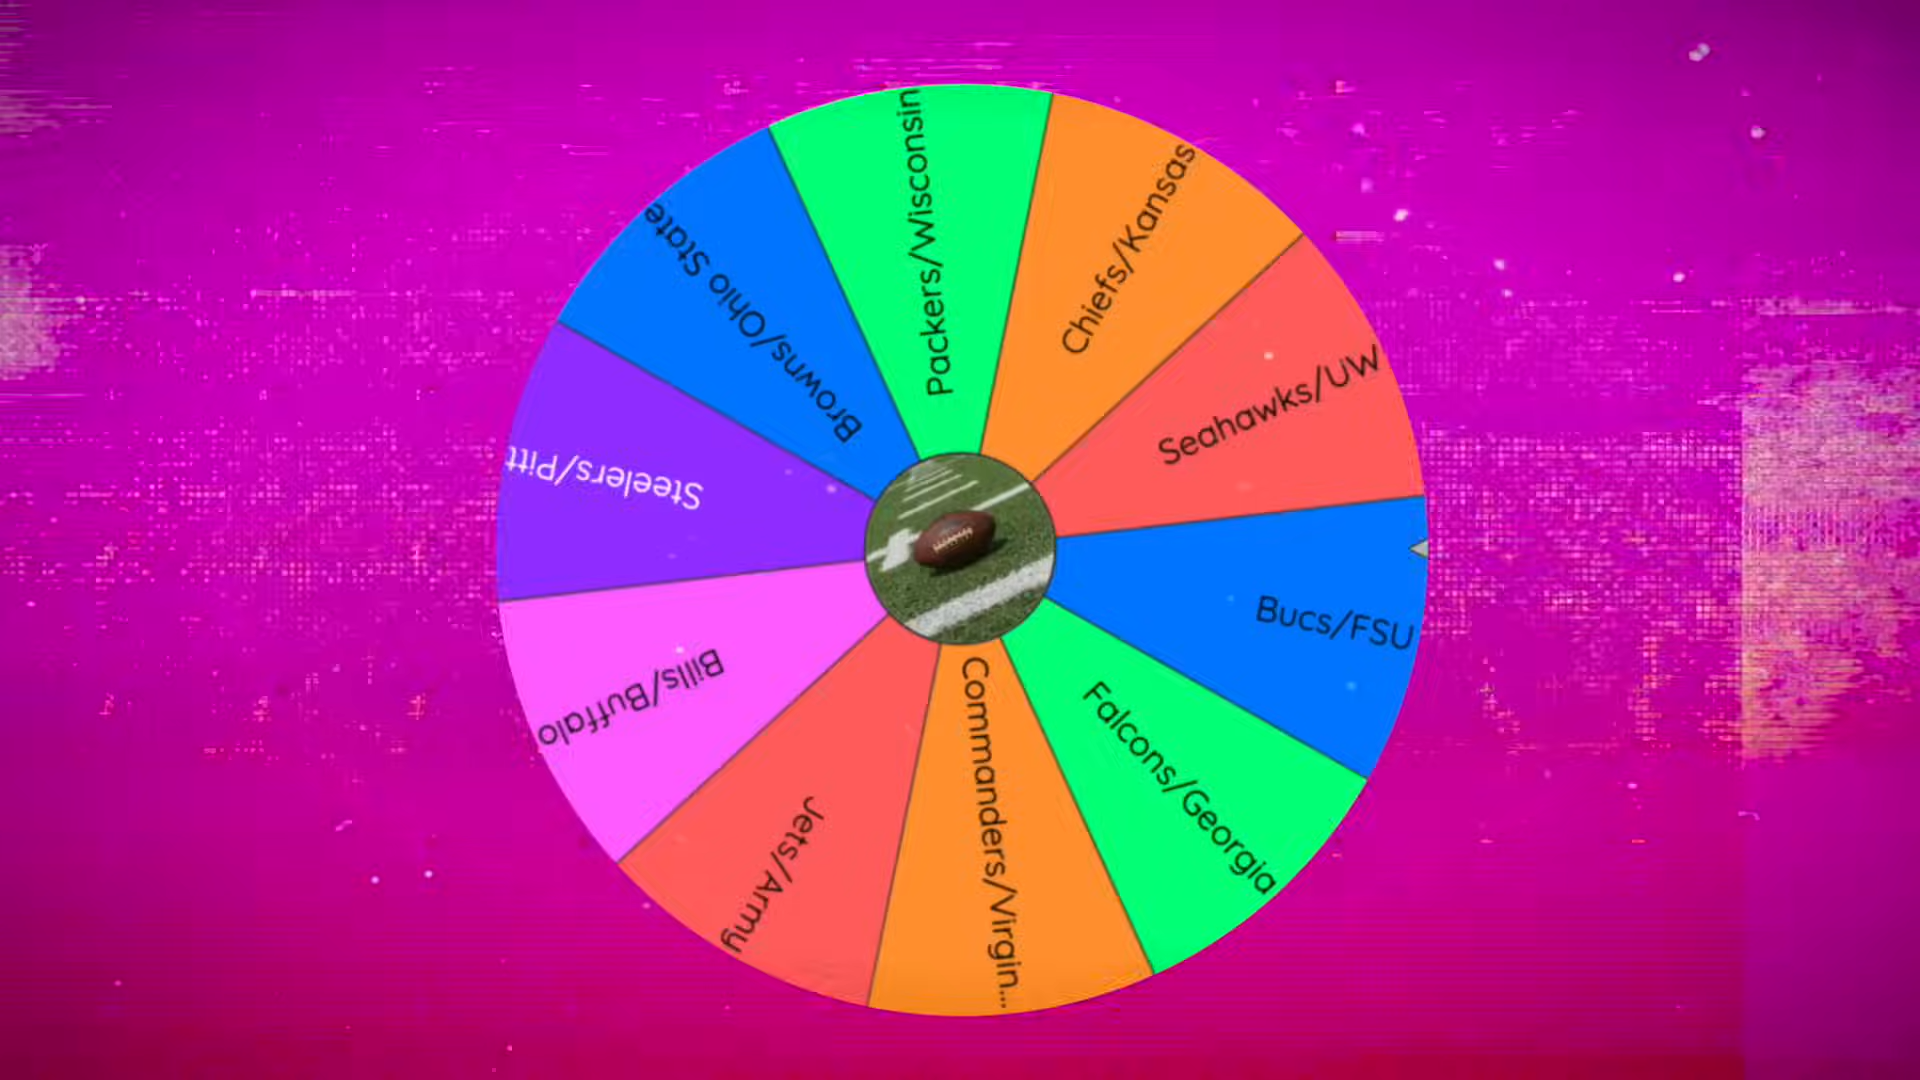 Packers/Wisconsin
Chiefs/Kansas
Seahawks/UW
Bucs/FSU
Falcons/Georgia
Commanders/Virgin...
Jets/Army
Bills/Buffalo
Steelers/Pitt
Browns/Ohio State